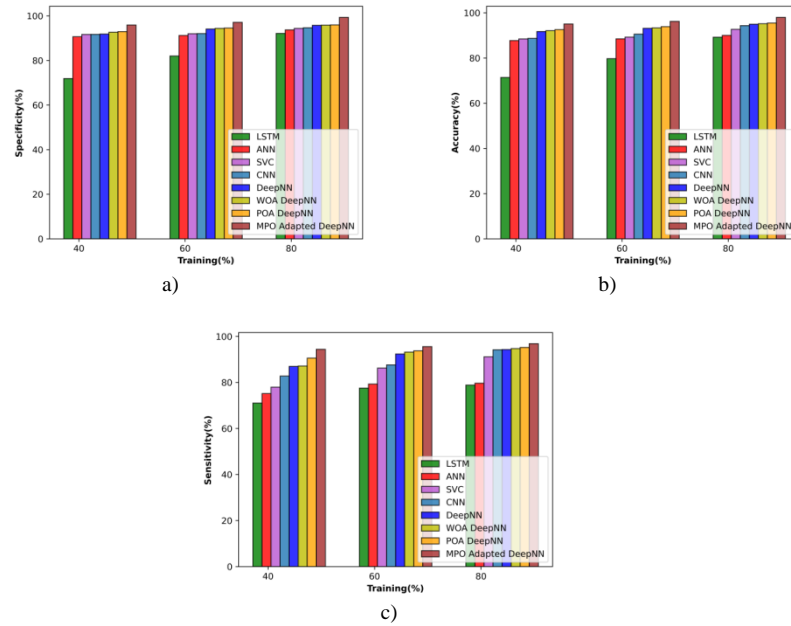 100
80
60
40
20
0
Specificity(%)
LSTM
ANN
SVC
CNN
DeepNN
WOA DeepNN
POA DeepNN
MPO Adapted DeepNN
40
60
80
Training(%)
a)
100
80
60
40
20
0
Accuracy(%)
LSTM
ANN
SVC
CNN
DeepNN
WOA DeepNN
POA DeepNN
MPO Adapted DeepNN
40
60
80
Training(%)
b)
100
80
60
40
20
0
Sensitivity(%)
LSTM
ANN
SVC
CNN
DeepNN
WOA DeepNN
POA DeepNN
MPO Adapted DeepNN
40
60
80
Training(%)
c)